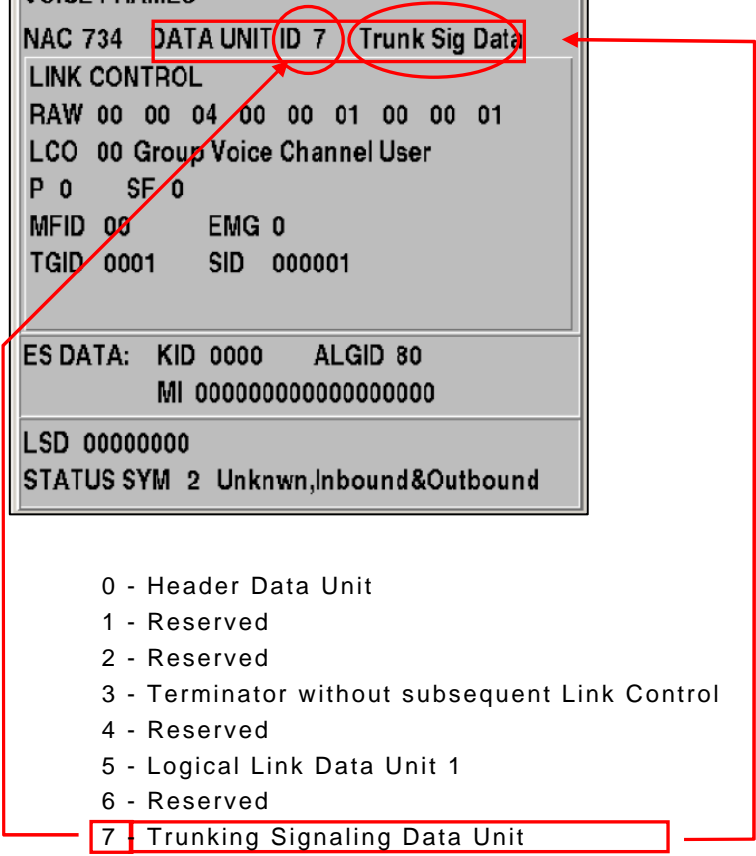 VOICE FRAMES
NAC 734 DATA UNIT ID 7 Trunk Sig Data
LINK CONTROL
RAW 00 00 04 00 00 01 00 00 01
LCO 00 Group Voice Channel User
P 0 SF 0
MFID 00 EMG 0
TGID 0001 SID 000001
ES DATA: KID 0000 ALGID 80
MI 000000000000000000
LSD 00000000
STATUS SYM 2 Unknwn,Inbound&Outbound
0 - Header Data Unit
1 - Reserved
2 - Reserved
3 - Terminator without subsequent Link Control
4 - Reserved
5 - Logical Link Data Unit 1
6 - Reserved
7 - Trunking Signaling Data Unit